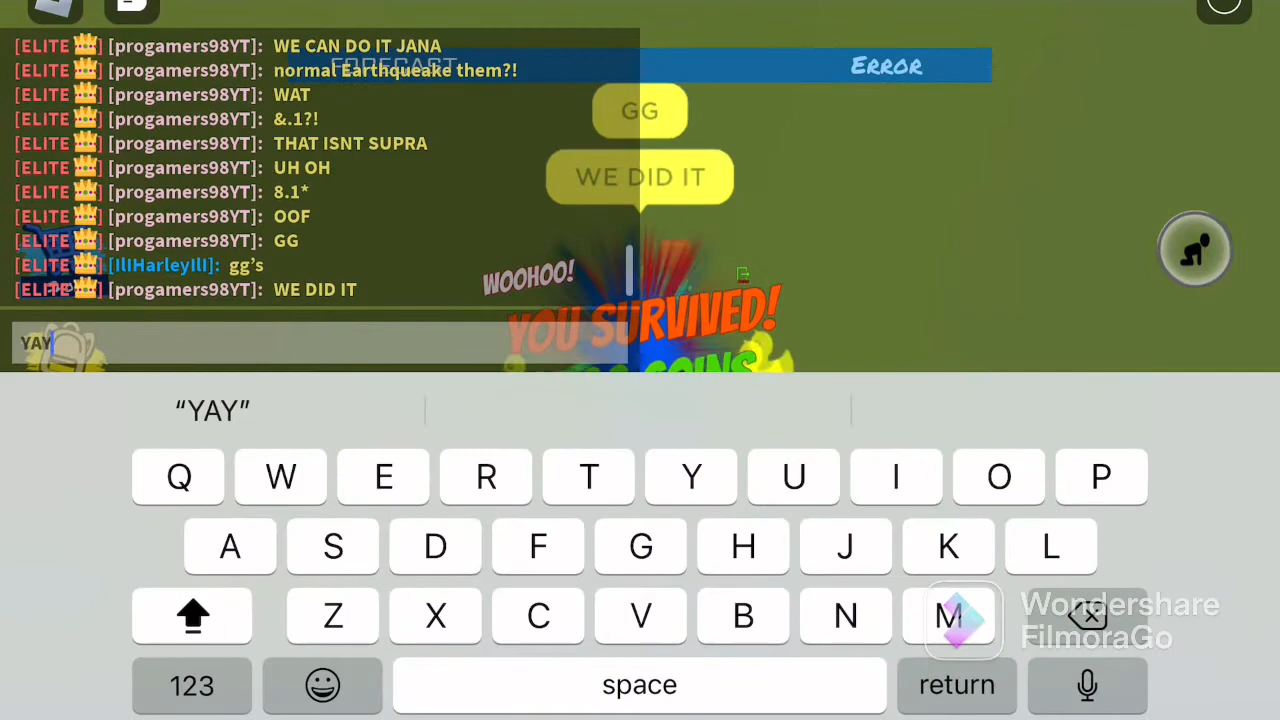 [ELITE👑] [progamers98YT]: WE CAN DO IT JANA
[ELITE👑] [progamers98YT]: normal Earthqueake them?!
[ELITE👑] [progamers98YT]: WAT
[ELITE👑] [progamers98YT]: &.1?!
[ELITE👑] [progamers98YT]: THAT ISNT SUPRA
[ELITE👑] [progamers98YT]: UH OH
[ELITE👑] [progamers98YT]: 8.1*
[ELITE👑] [progamers98YT]: OOF
[ELITE👑] [progamers98YT]: GG
[ELITE👑] [IlIHarleyIlI]: gg's
[ELITE👑] [progamers98YT]: WE DID IT
YAY
FORECAST
ERROR
GG
WE DID IT
WOOHOO!
YOU SURVIVED!
COINS
“YAY”
Q W E R T Y U I O P
A S D F G H J K L
Z X C V B N M
123 space return
Wondershare
FilmoraGo